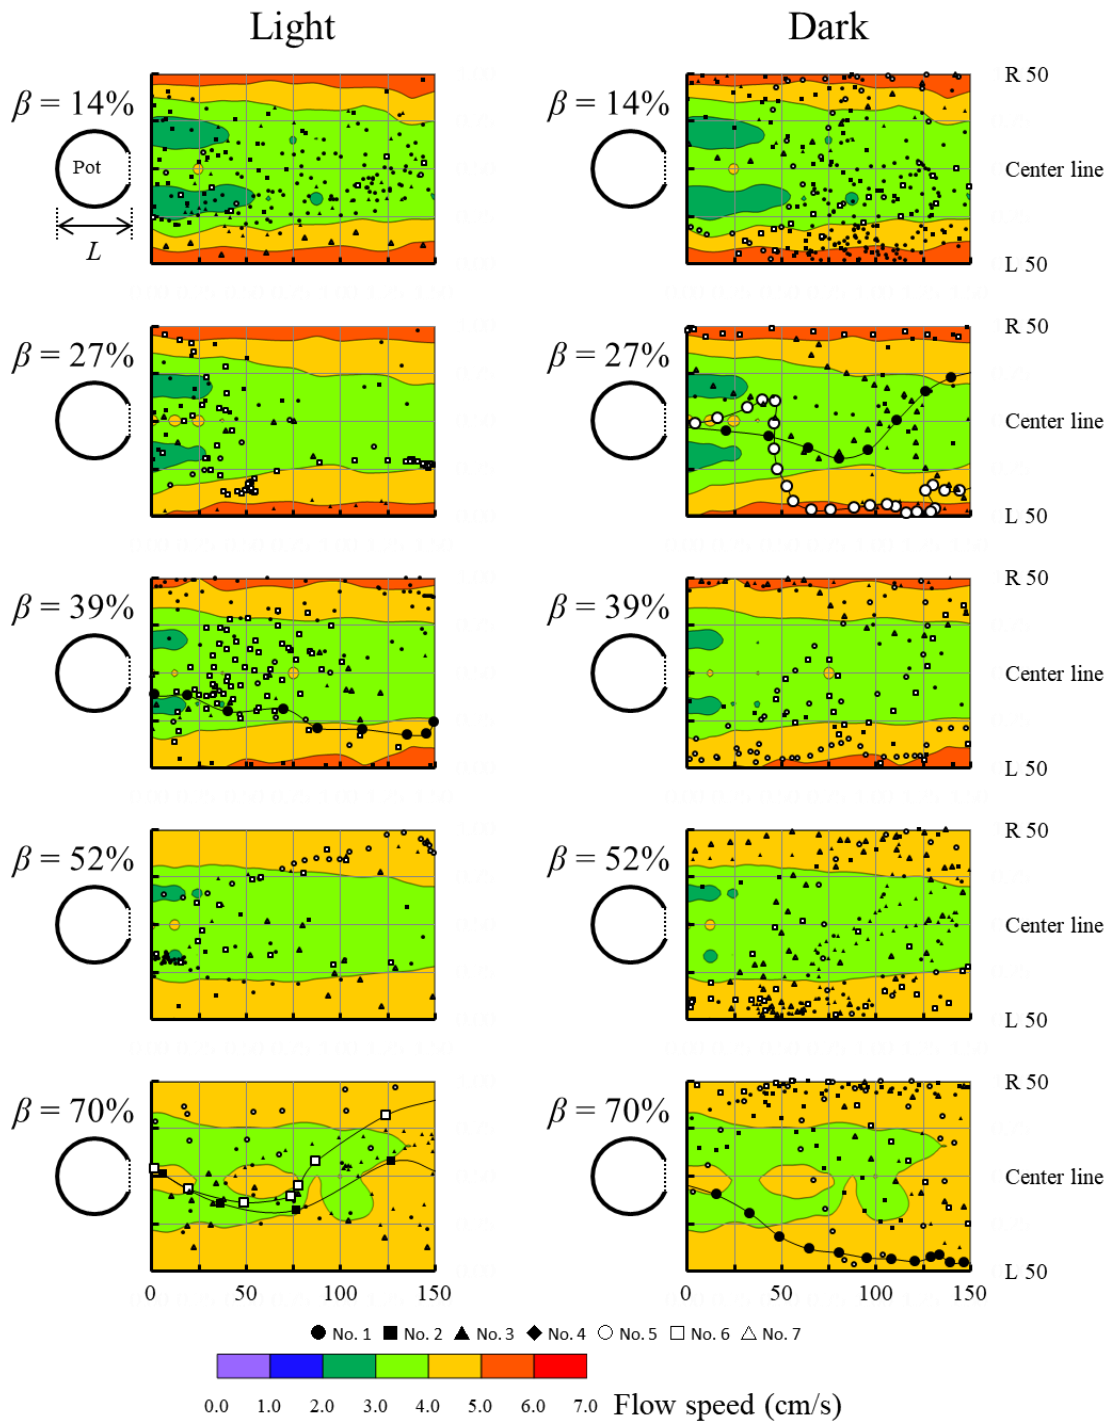 Light Dark
β = 14% β = 14% R 50
Pot Center line
L L 50
β = 27% β = 27% R 50
Center line
L 50
β = 39% β = 39% R 50
Center line
L 50
β = 52% β = 52% R 50
Center line
L 50
β = 70% β = 70% R 50
Center line
L 50
0 50 100 150 0 50 100 150
No. 1 No. 2 No. 3 No. 4 No. 5 No. 6 No. 7
0.0 1.0 2.0 3.0 4.0 5.0 6.0 7.0 Flow speed (cm/s)